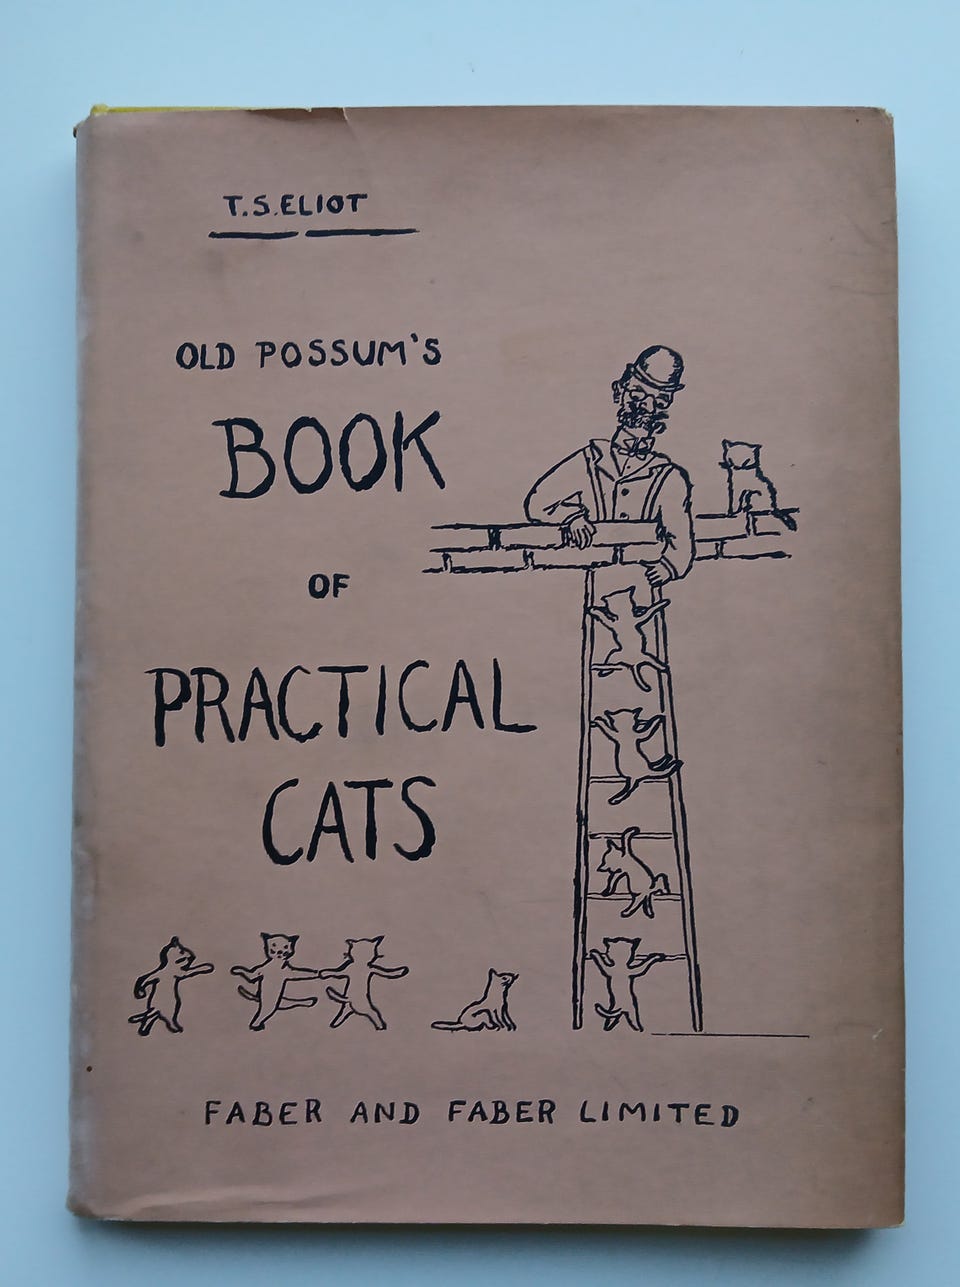 T.S.ELIOT
OLD POSSUM'S
BOOK
OF
PRACTICAL
CATS
FABER AND FABER LIMITED